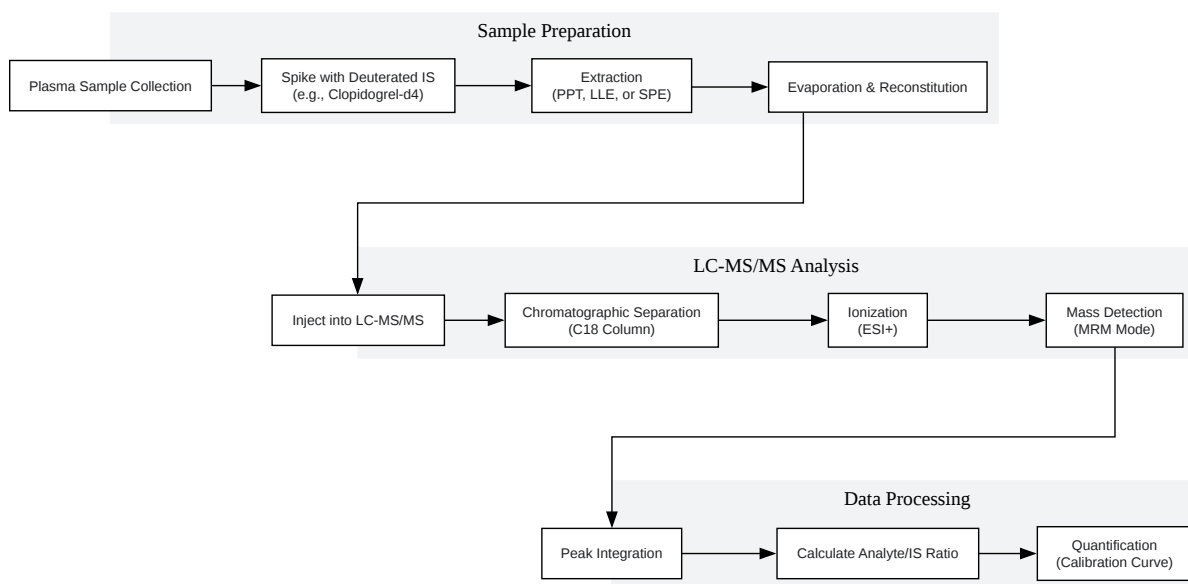 Sample Preparation
Plasma Sample Collection
Spike with Deuterated IS
(e.g., Clopidogrel-d4)
Extraction
(PPT, LLE, or SPE)
Evaporation & Reconstitution
LC-MS/MS Analysis
Inject into LC-MS/MS
Chromatographic Separation
(C18 Column)
Ionization
(ESI+)
Mass Detection
(MRM Mode)
Data Processing
Peak Integration
Calculate Analyte/IS Ratio
Quantification
(Calibration Curve)